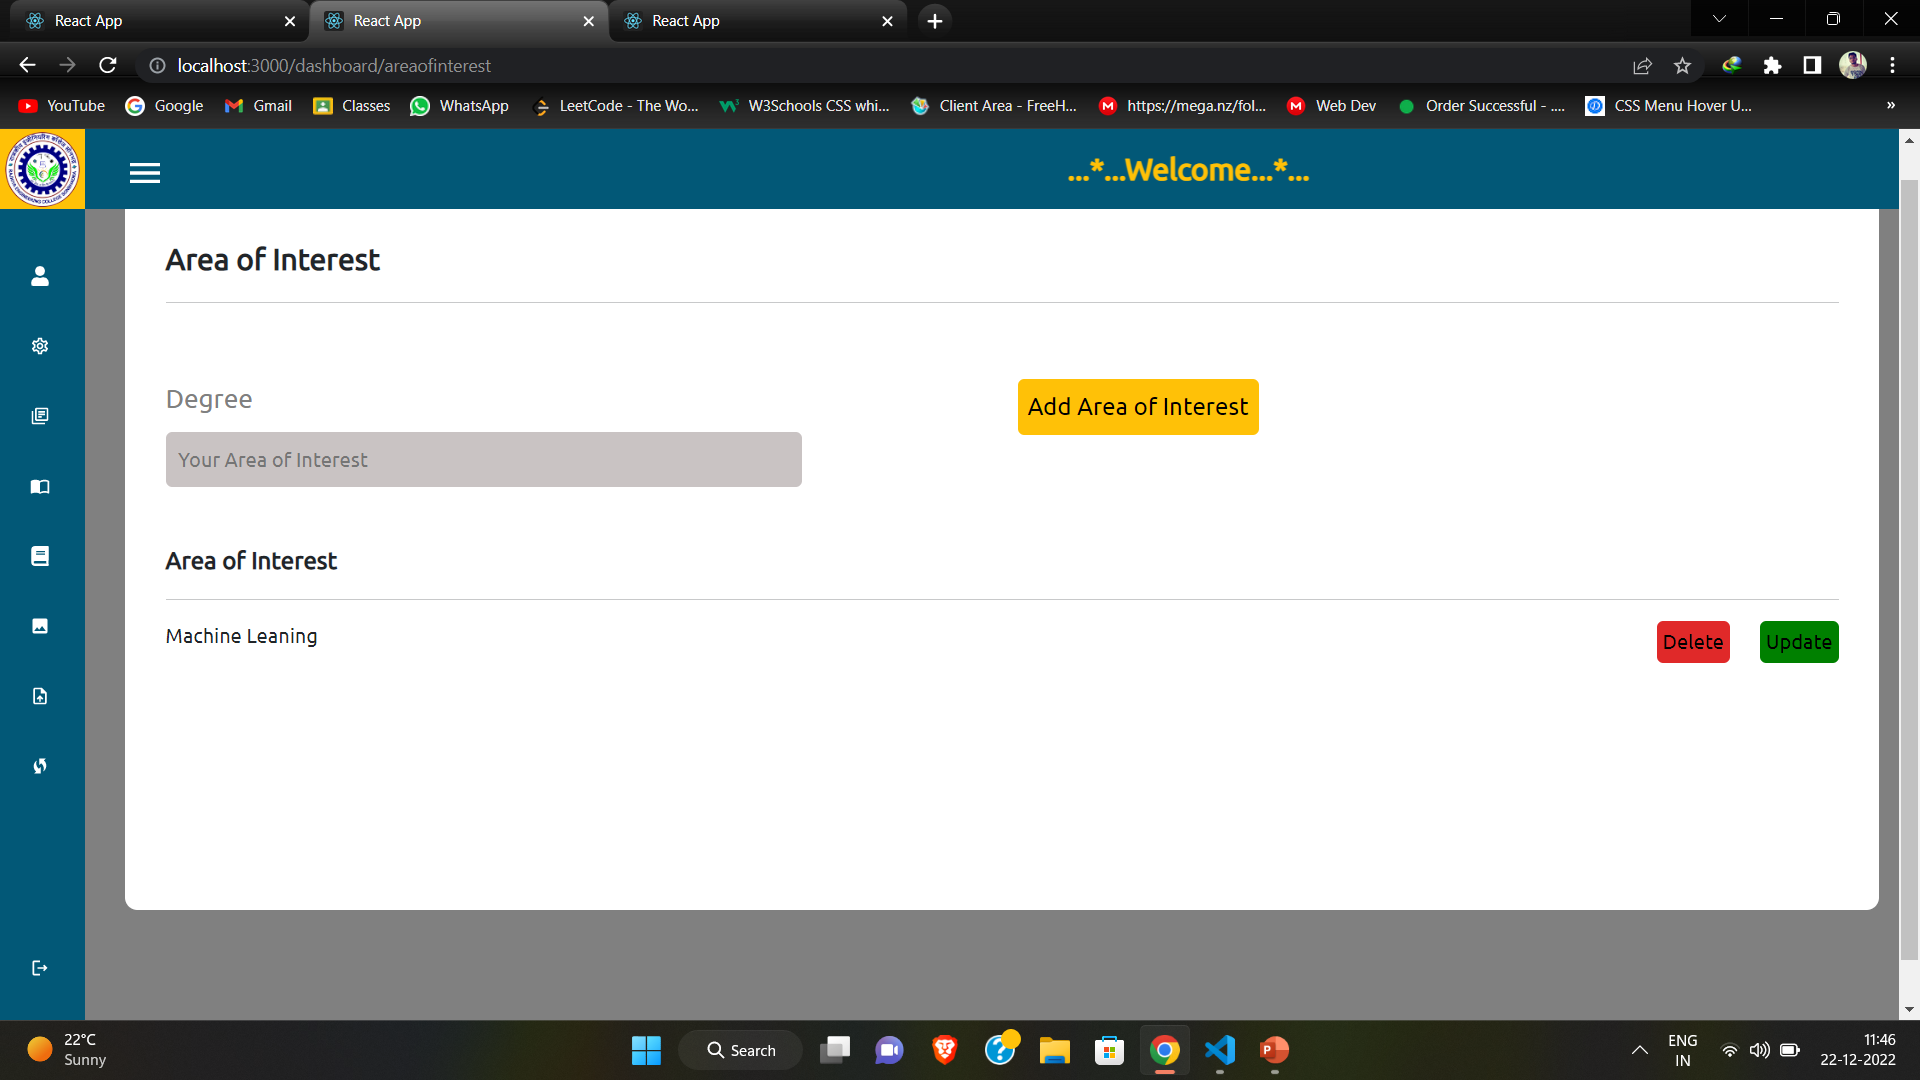 React App
React App
React App
localhost:3000/dashboard/areaofinterest
YouTube
Google
Gmail
Classes
WhatsApp
LeetCode - The Wo...
W3Schools CSS whi...
Client Area - FreeH...
https://mega.nz/fol...
Web Dev
Order Successful - ....
CSS Menu Hover U...
»
...*...Welcome...*...
Area of Interest
Degree
Add Area of Interest
Your Area of Interest
Area of Interest
Machine Leaning
Delete
Update
22°C
Sunny
Search
ENG
IN
11:46
22-12-2022